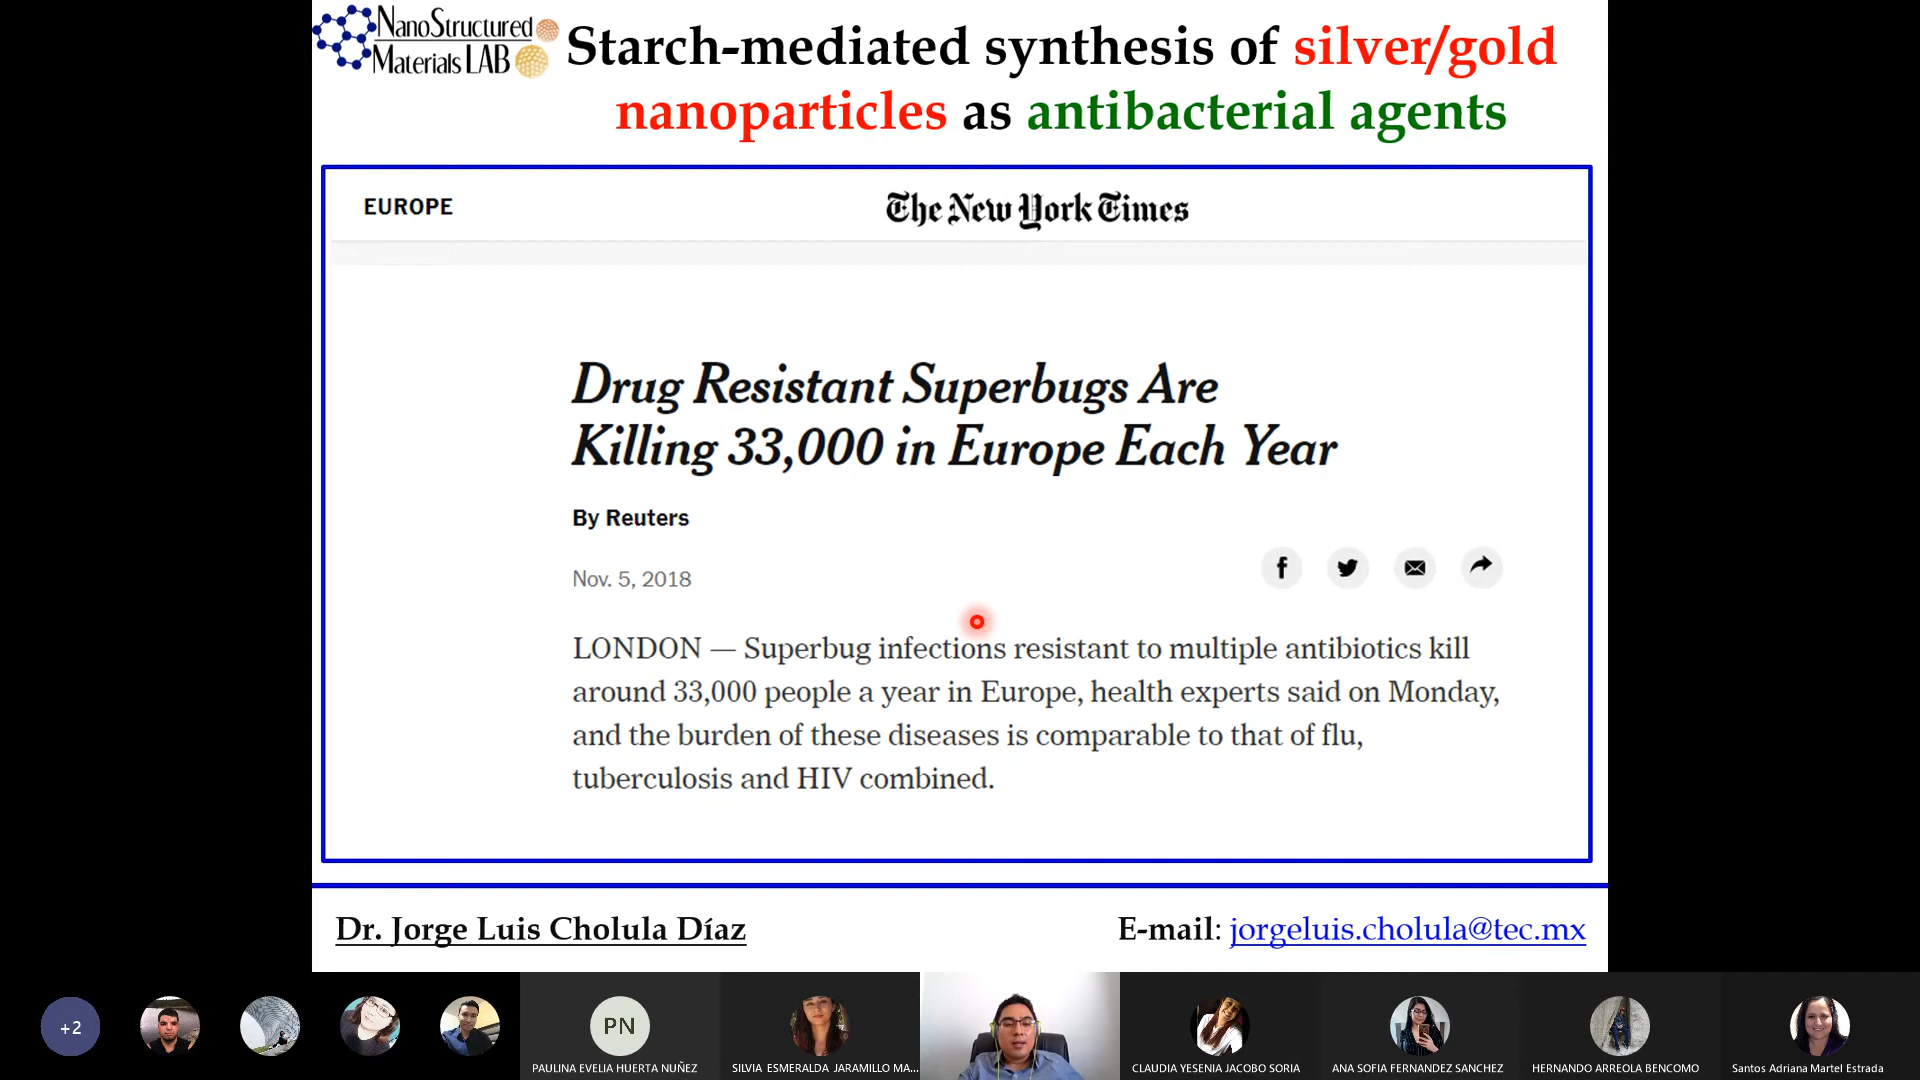 NanoStructured
Materials LAB
Starch-mediated synthesis of silver/gold
nanoparticles as antibacterial agents
EUROPE
The New York Times
Drug Resistant Superbugs Are
Killing 33,000 in Europe Each Year
By Reuters
Nov. 5, 2018
LONDON — Superbug infections resistant to multiple antibiotics kill
around 33,000 people a year in Europe, health experts said on Monday,
and the burden of these diseases is comparable to that of flu,
tuberculosis and HIV combined.
Dr. Jorge Luis Cholula Díaz
E-mail: jorgeluis.cholula@tec.mx
+2
PN
PAULINA EVELIA HUERTA NUÑEZ
SILVIA ESMERALDA JARAMILLO MA...
CLAUDIA YESENIA JACOBO SORIA
ANA SOFIA FERNANDEZ SANCHEZ
HERNANDO ARREOLA BENCOMO
Santos Adriana Martel Estrada